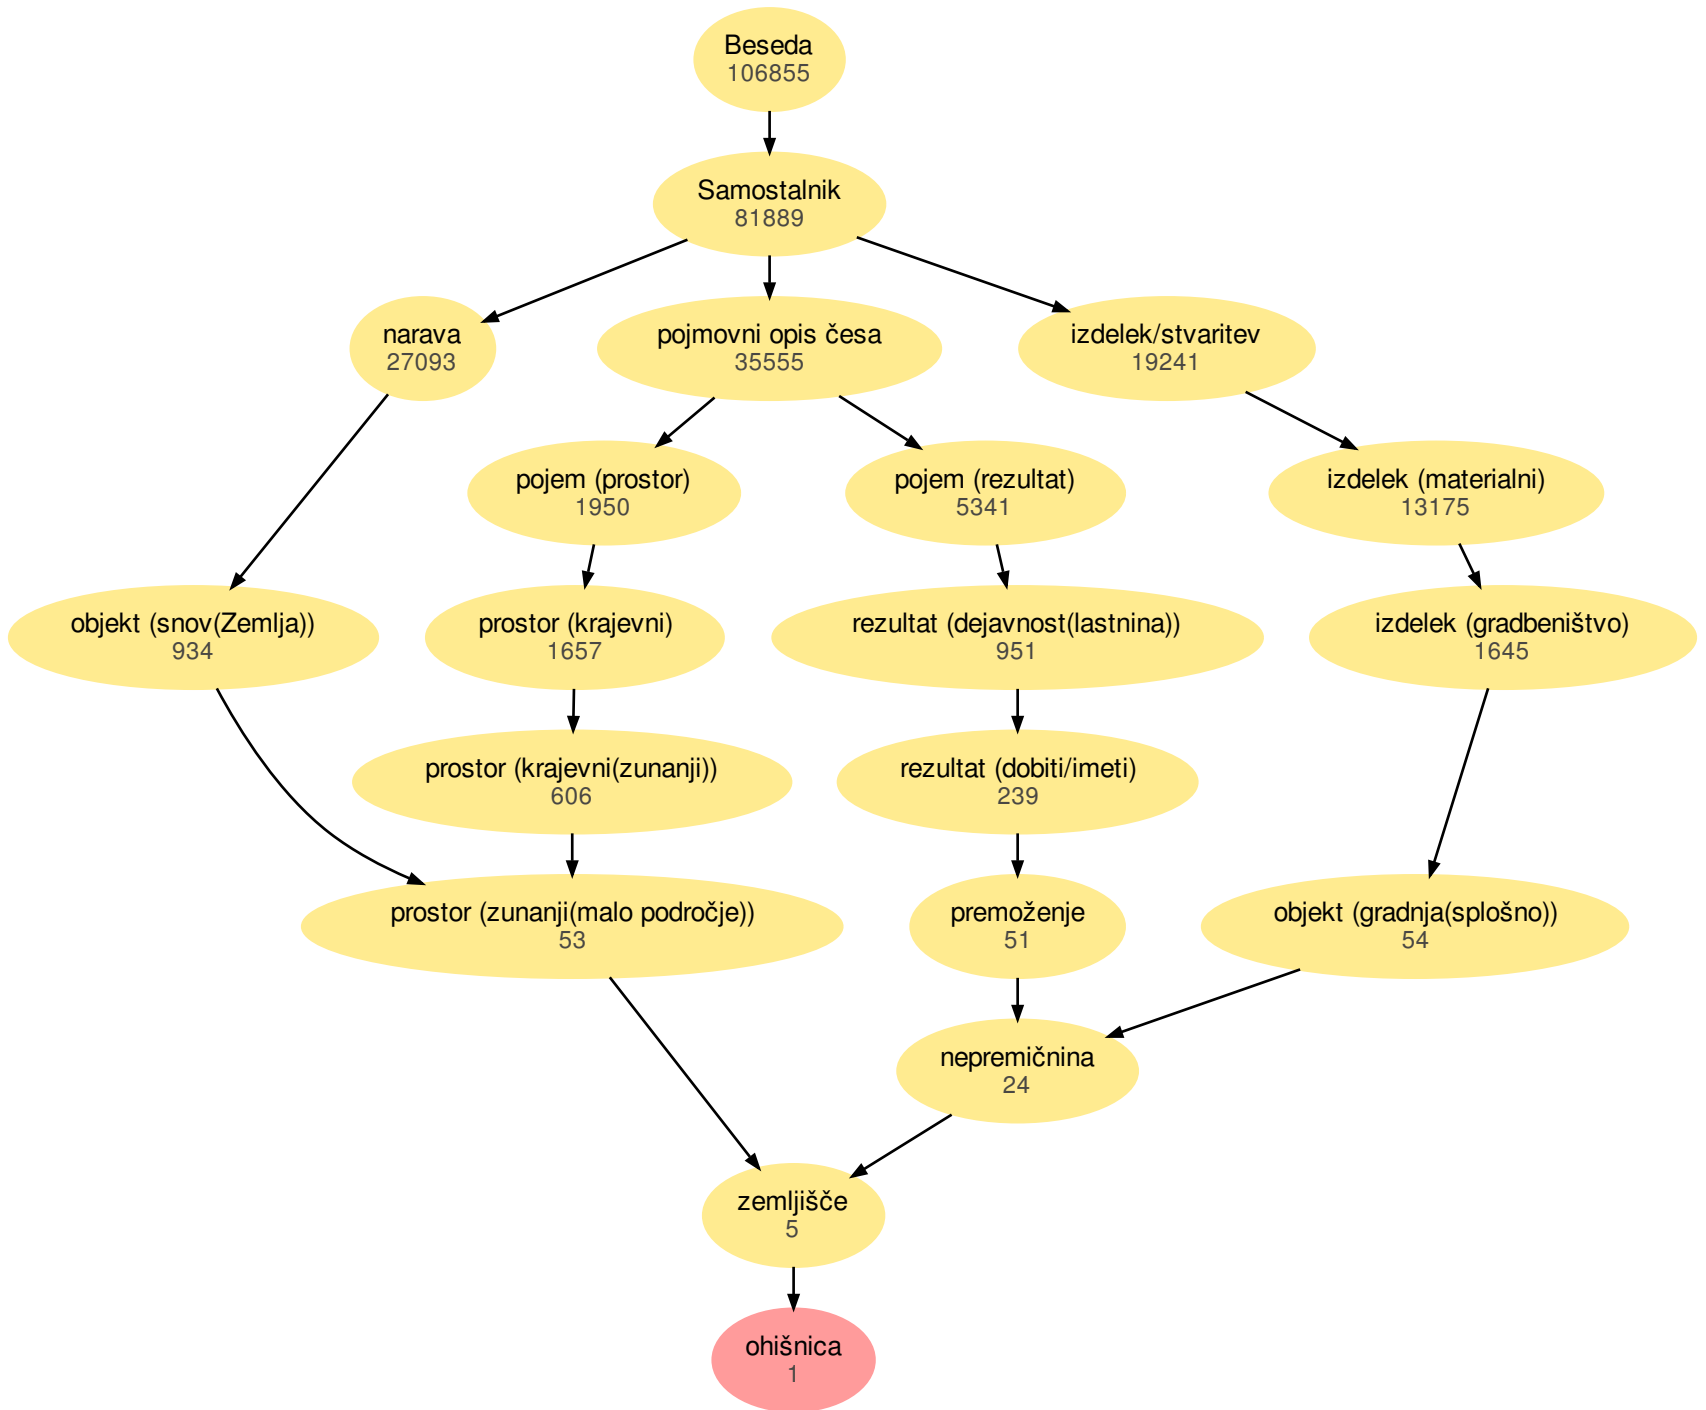 Beseda
106855
Samostalnik
81889
narava
27093
pojmovni opis česa
35555
izdelek/stvaritev
19241
pojem (prostor)
1950
pojem (rezultat)
5341
izdelek (materialni)
13175
objekt (snov(Zemlja))
934
prostor (krajevni)
1657
rezultat (dejavnost(lastnina))
951
izdelek (gradbeništvo)
1645
prostor (krajevni(zunanji))
606
rezultat (dobiti/imeti)
239
prostor (zunanji(malo področje))
53
premoženje
51
objekt (gradnja(splošno))
54
nepremičnina
24
zemljišče
5
ohišnica
1